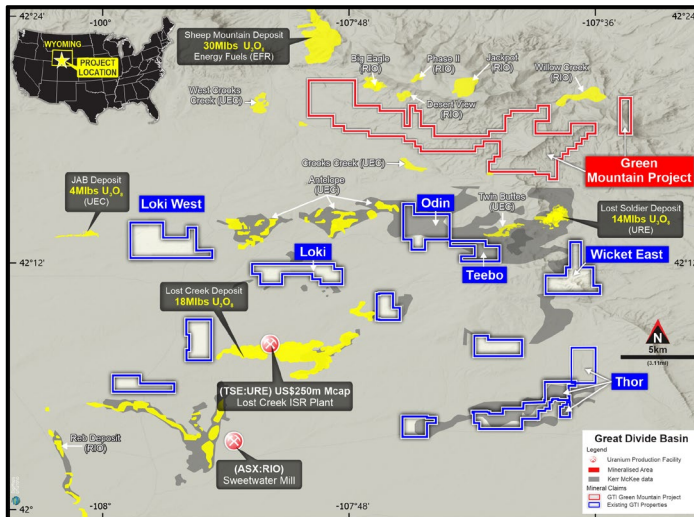 42°24'
-100°
-107°48'
-107°36'
42°24'
WYOMING
PROJECT
LOCATION
Sheep Mountain Deposit
30Mlbs U₃O₈
Energy Fuels (EFR)
Big Eagle
(RIO)
Phase II
(RIO)
Jackpot
(RIO)
Willow Creek
(RIO)
West Crooks
Creek (UEC)
Desert View
(RIO)
Crooks Creek (UEC)
Green
Mountain Project
JAB Deposit
4Mlbs U₃O₈
(UEC)
Antelope
(UEC)
Loki West
Odin
Twin Buttes
(UEC)
Lost Soldier Deposit
14Mlbs U₃O₈
(URE)
42°12'
Loki
Teebo
Wicket East
42°12'
Lost Creek Deposit
18Mlbs U₃O₈
N
5km
(3.11mi)
(TSE:URE) US$250m Mcap
Lost Creek ISR Plant
Thor
Reb Deposit
(RIO)
(ASX:RIO)
Sweetwater Mill
Great Divide Basin
Legend
Uranium Production Facility
Mineralised Area
Kerr McKee data
Mineral Claims
GTI Green Mountain Project
Existing GTI Properties
42°
-108°
-107°48'